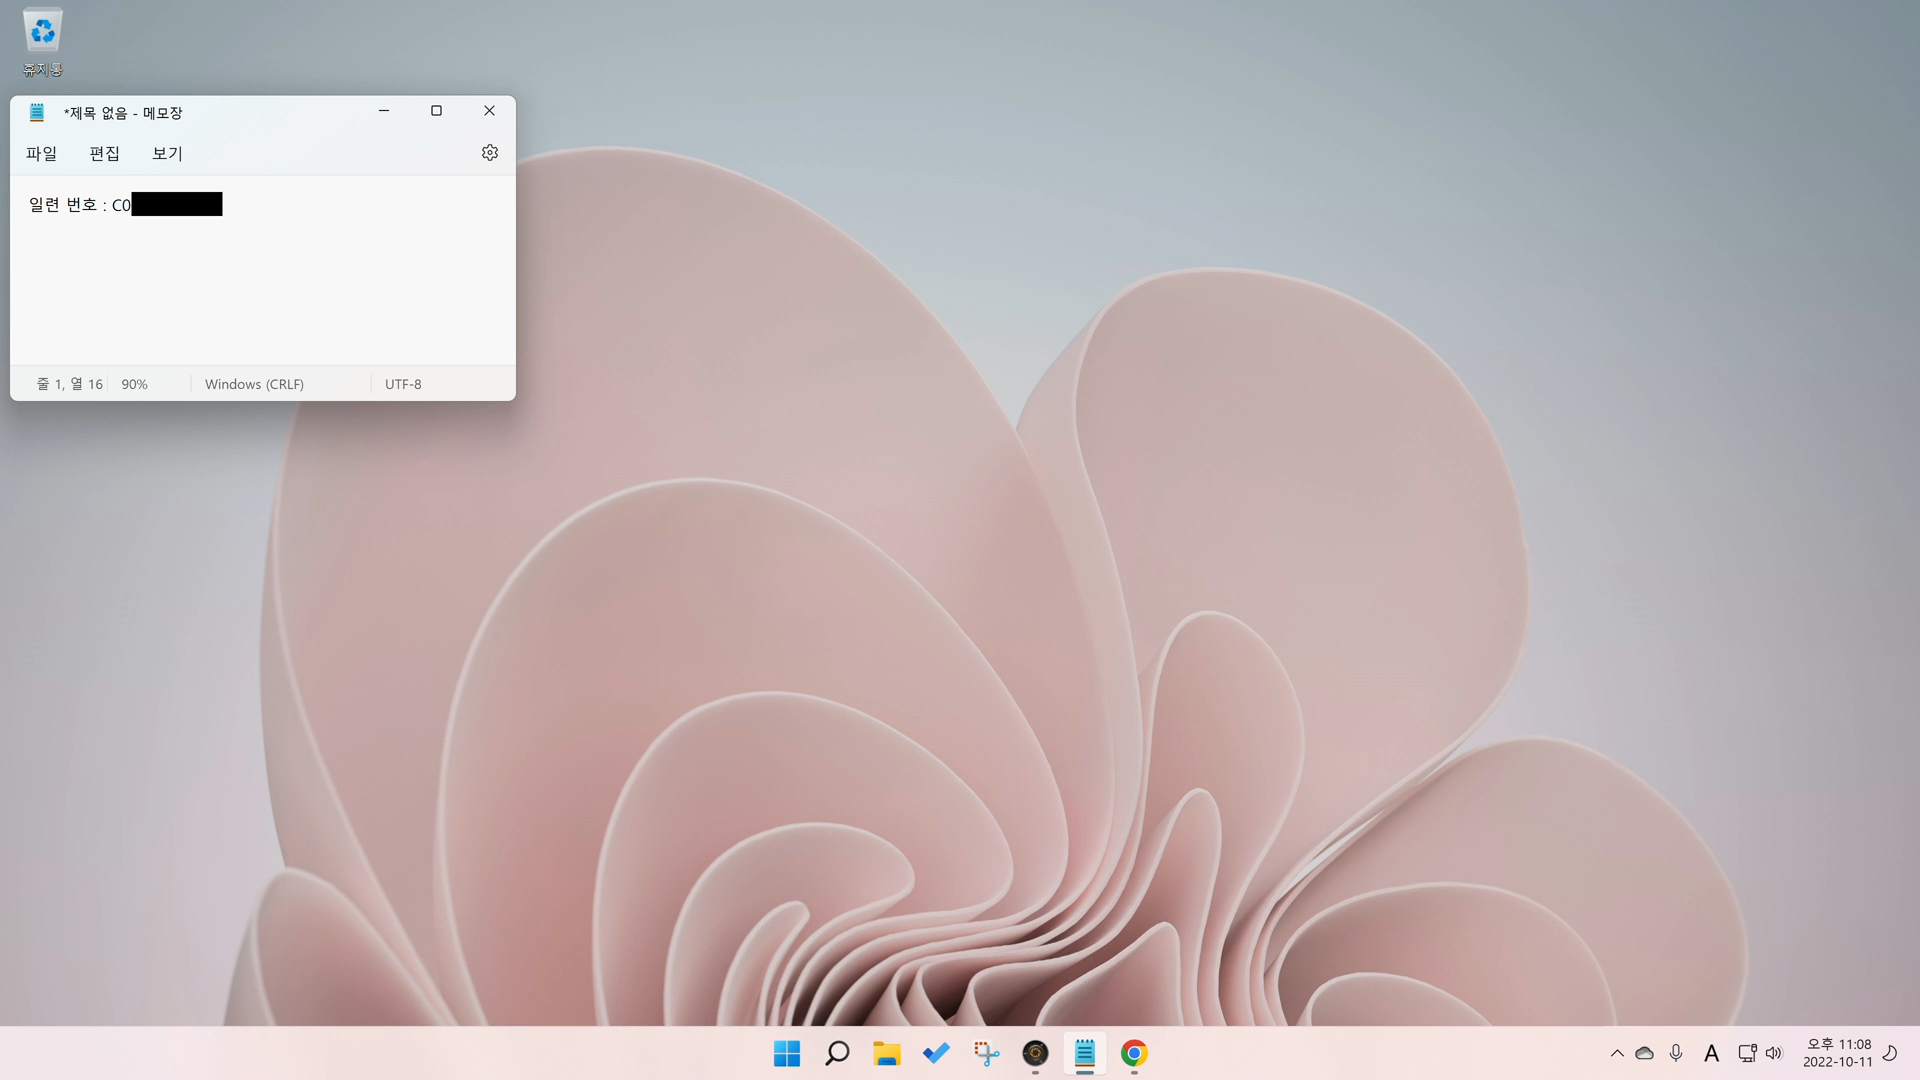 휴지통
*제목 없음 - 메모장
파일 편집 보기
일련 번호 : C0
줄 1, 열 16 90% Windows (CRLF) UTF-8
A 오후 11:08
2022-10-11